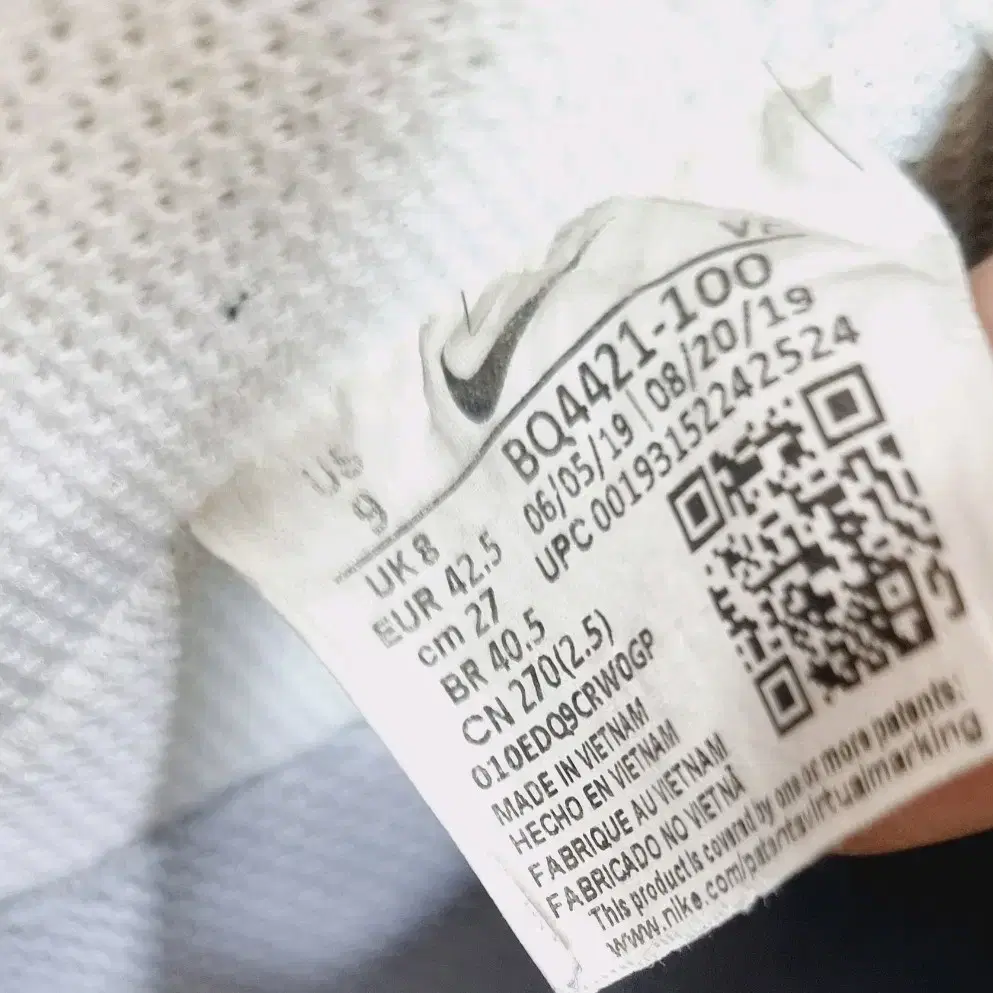 US
9
UK 8
EUR 42.5
cm 27
BR 40.5
CN 270(2.5)
010EDQ9CRW0GP
BQ4421-100
06/05/19 | 08/20/19
UPC 00193152242524
MADE IN VIETNAM
HECHO EN VIETNAM
FABRIQUE AU VIETNAM
FABRICADO NO VIETNÃ
This product is covered by one or more patents:
www.nike.com/patentsvirtualmarking